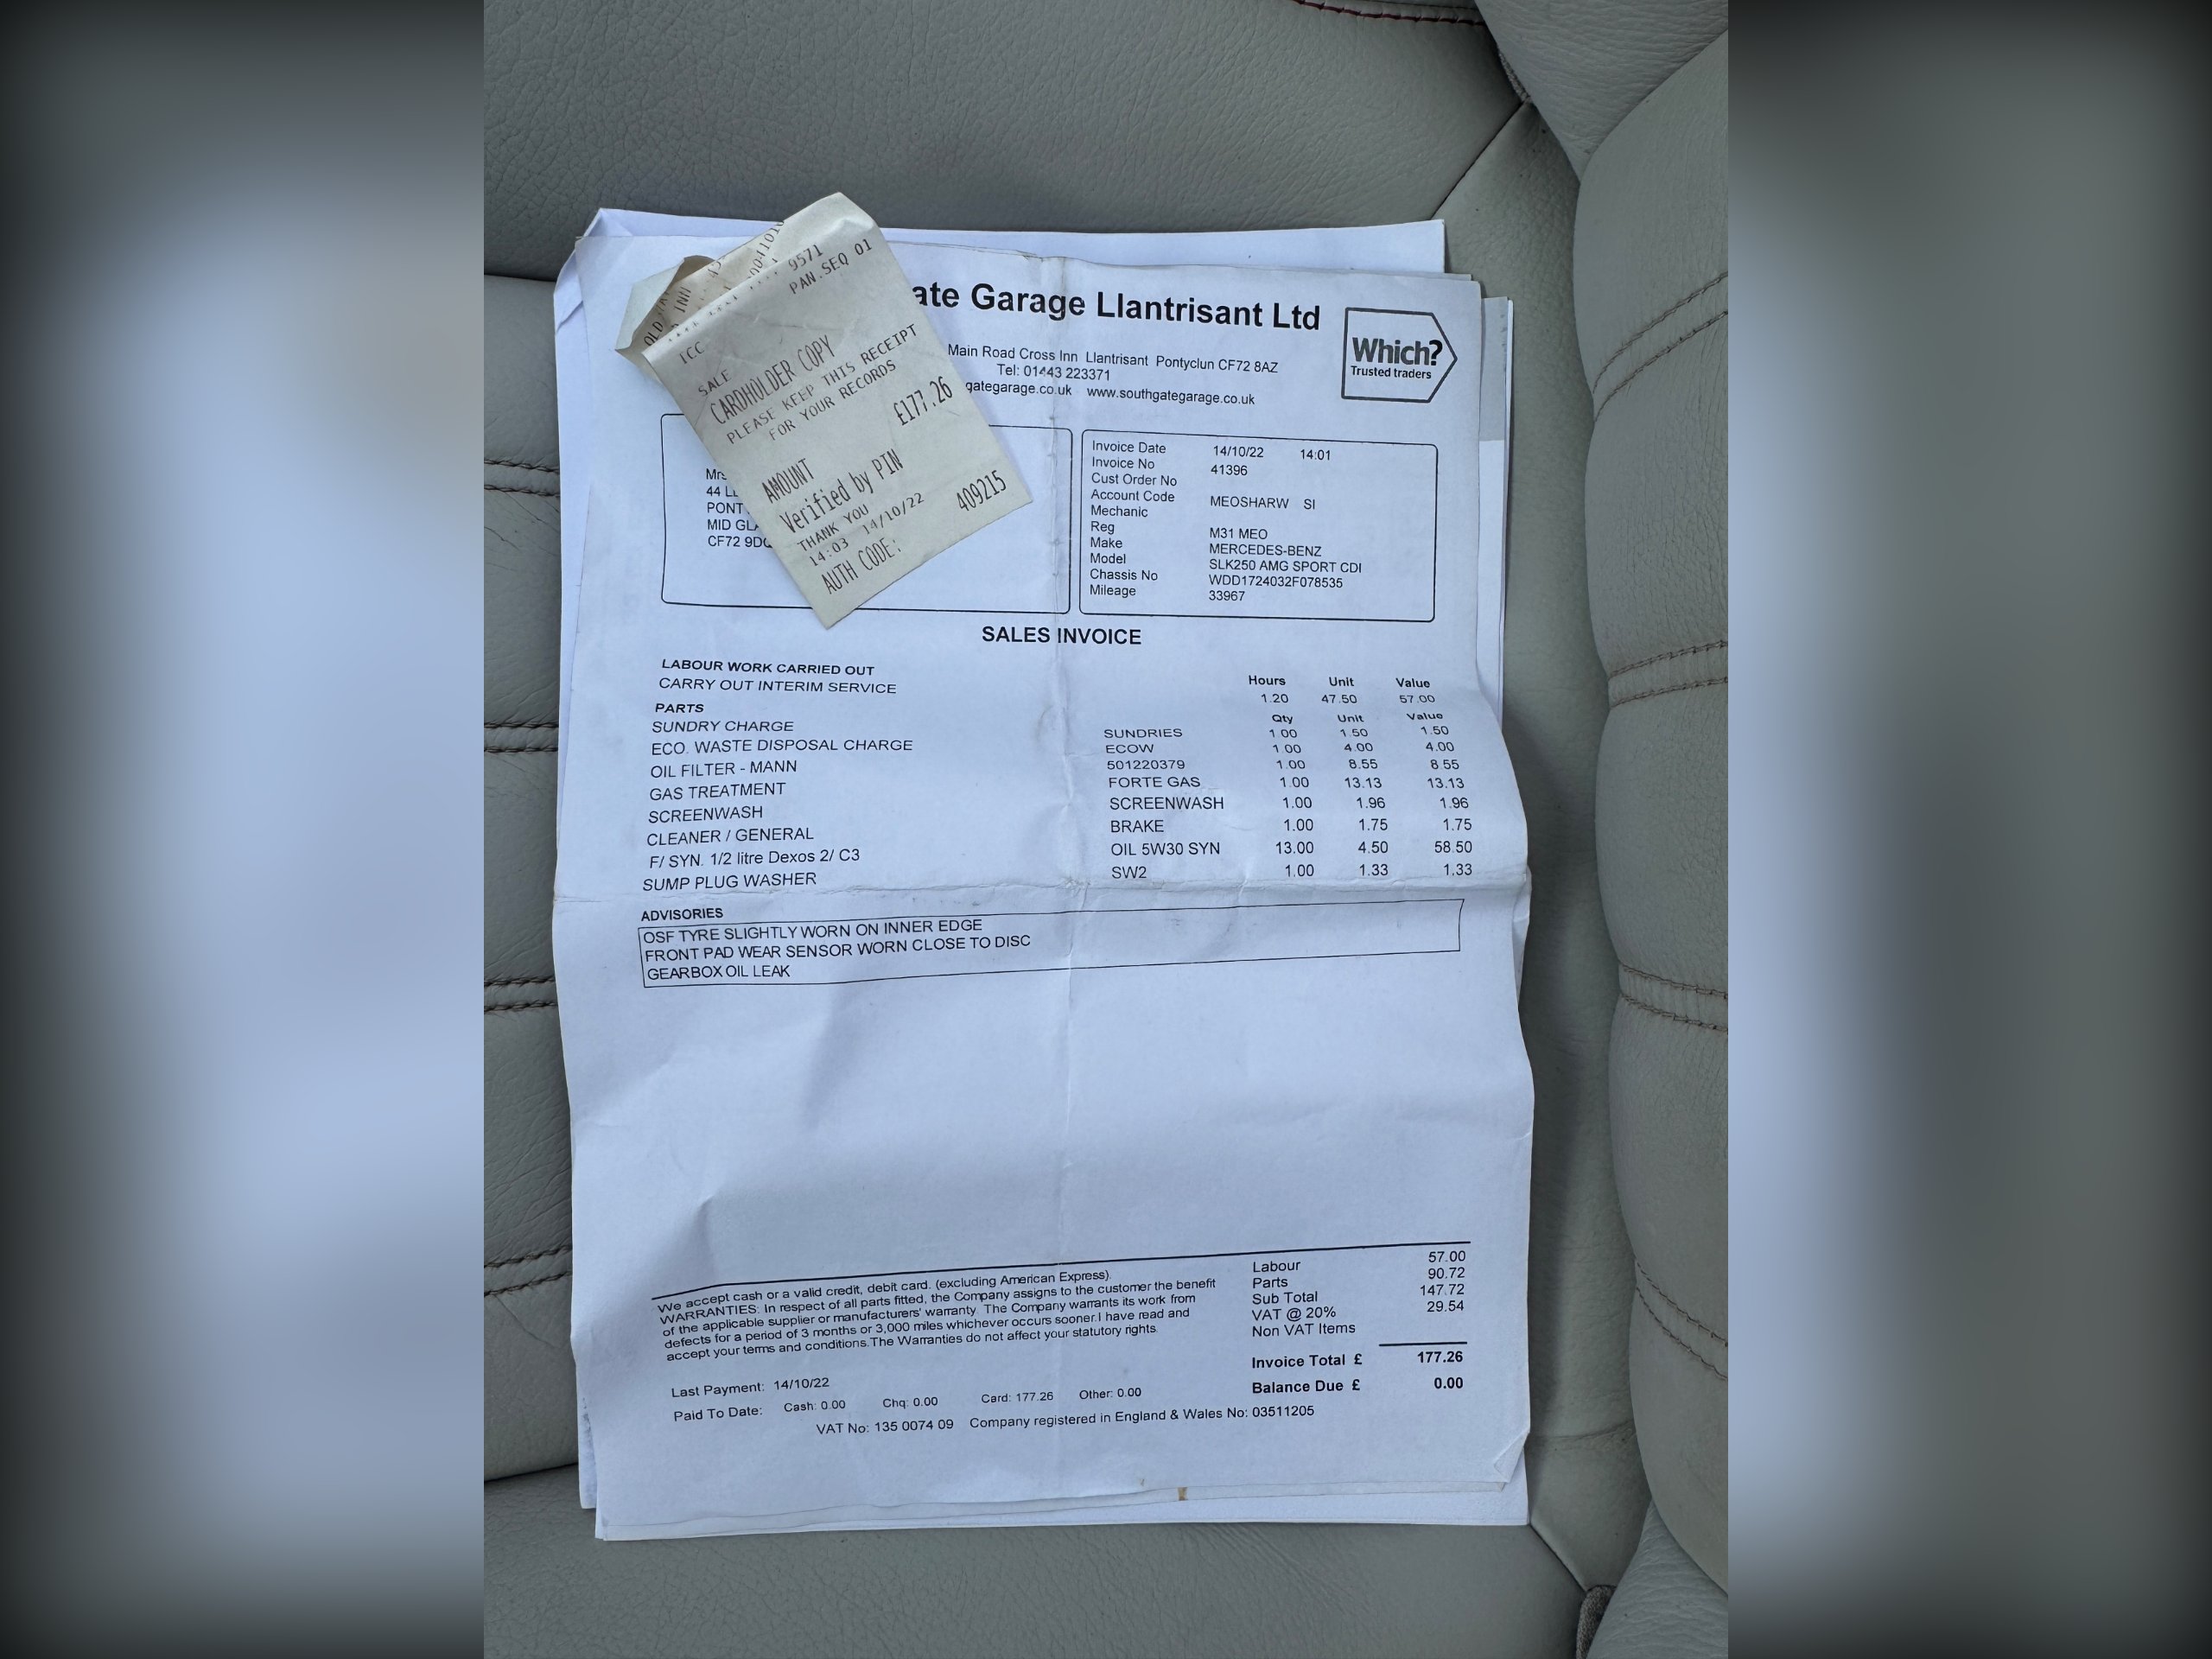 9571
PAN.SEQ 01
ICC
SALE
CARDHOLDER COPY
PLEASE KEEP THIS RECEIPT
FOR YOUR RECORDS
£177.26
AMOUNT
Verified by PIN
THANK YOU
14:03 14/10/22
AUTH CODE: 409215
ate Garage Llantrisant Ltd
Main Road Cross Inn Llantrisant Pontyclun CF72 8AZ
Tel: 01443 223371
gategarage.co.uk www.southgategarage.co.uk
Which?
Trusted traders
Mrs
44 L
PONT
MID GL
CF72 9D
Invoice Date 14/10/22 14:01
Invoice No 41396
Cust Order No
Account Code MEOSHARW SI
Mechanic
Reg M31 MEO
Make MERCEDES-BENZ
Model SLK250 AMG SPORT CDI
Chassis No WDD1724032F078535
Mileage 33967
SALES INVOICE
LABOUR WORK CARRIED OUT Hours Unit Value
CARRY OUT INTERIM SERVICE 1.20 47.50 57.00
PARTS Qty Unit Value
SUNDRY CHARGE SUNDRIES 1.00 1.50 1.50
ECO. WASTE DISPOSAL CHARGE ECOW 1.00 4.00 4.00
OIL FILTER - MANN 501220379 1.00 8.55 8.55
GAS TREATMENT FORTE GAS 1.00 13.13 13.13
SCREENWASH SCREENWASH 1.00 1.96 1.96
CLEANER / GENERAL BRAKE 1.00 1.75 1.75
F/ SYN. 1/2 litre Dexos 2/ C3 OIL 5W30 SYN 13.00 4.50 58.50
SUMP PLUG WASHER SW2 1.00 1.33 1.33
ADVISORIES
OSF TYRE SLIGHTLY WORN ON INNER EDGE
FRONT PAD WEAR SENSOR WORN CLOSE TO DISC
GEARBOX OIL LEAK
We accept cash or a valid credit, debit card. (excluding American Express).
WARRANTIES: In respect of all parts fitted, the Company assigns to the customer the benefit
of the applicable supplier or manufacturers' warranty. The Company warrants its work from
defects for a period of 3 months or 3,000 miles whichever occurs sooner.I have read and
accept your terms and conditions.The Warranties do not affect your statutory rights.
Labour 57.00
Parts 90.72
Sub Total 147.72
VAT @ 20% 29.54
Non VAT Items
Invoice Total £ 177.26
Balance Due £ 0.00
Last Payment: 14/10/22
Paid To Date: Cash: 0.00 Chq: 0.00 Card: 177.26 Other: 0.00
VAT No: 135 0074 09 Company registered in England & Wales No: 03511205